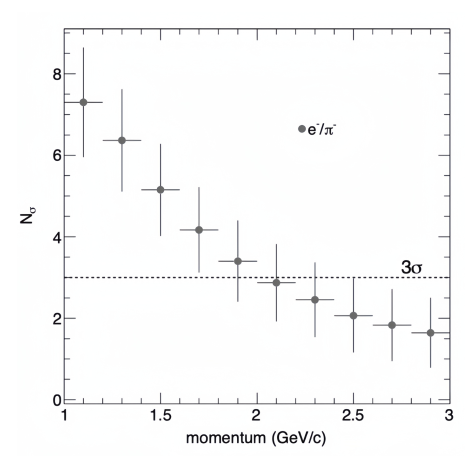 8
e⁻/π⁻
6
Nσ
4
3σ
2
0
1 1.5 2 2.5 3
momentum (GeV/c)